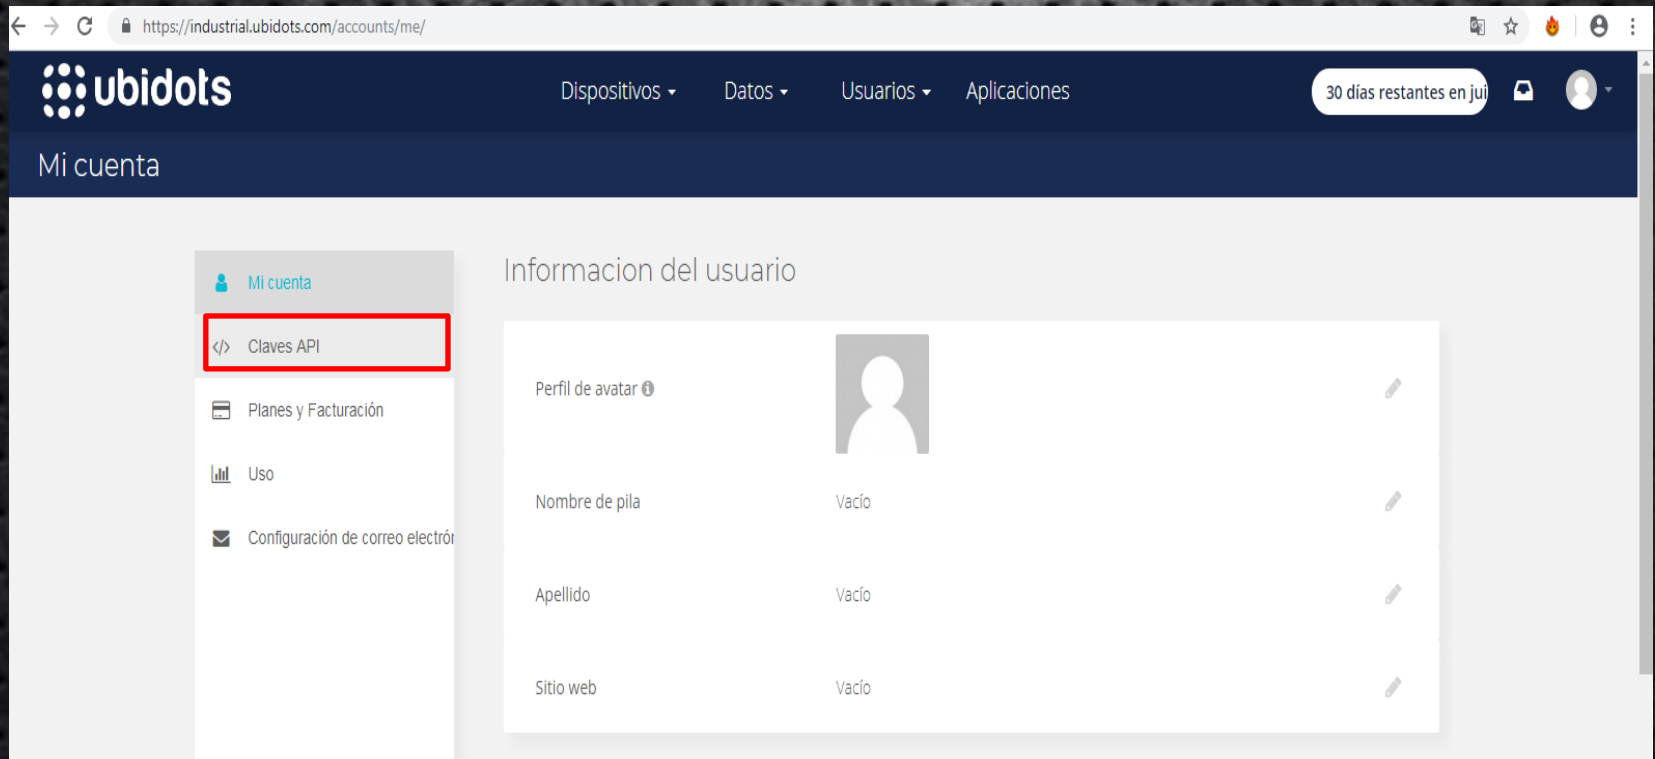 https://industrial.ubidots.com/accounts/me/
ubidots
Dispositivos
Datos
Usuarios
Aplicaciones
30 días restantes en jui
Mi cuenta
Mi cuenta
Claves API
Planes y Facturación
Uso
Configuración de correo electrón
Informacion del usuario
Perfil de avatar
Nombre de pila
Vacío
Apellido
Vacío
Sitio web
Vacío